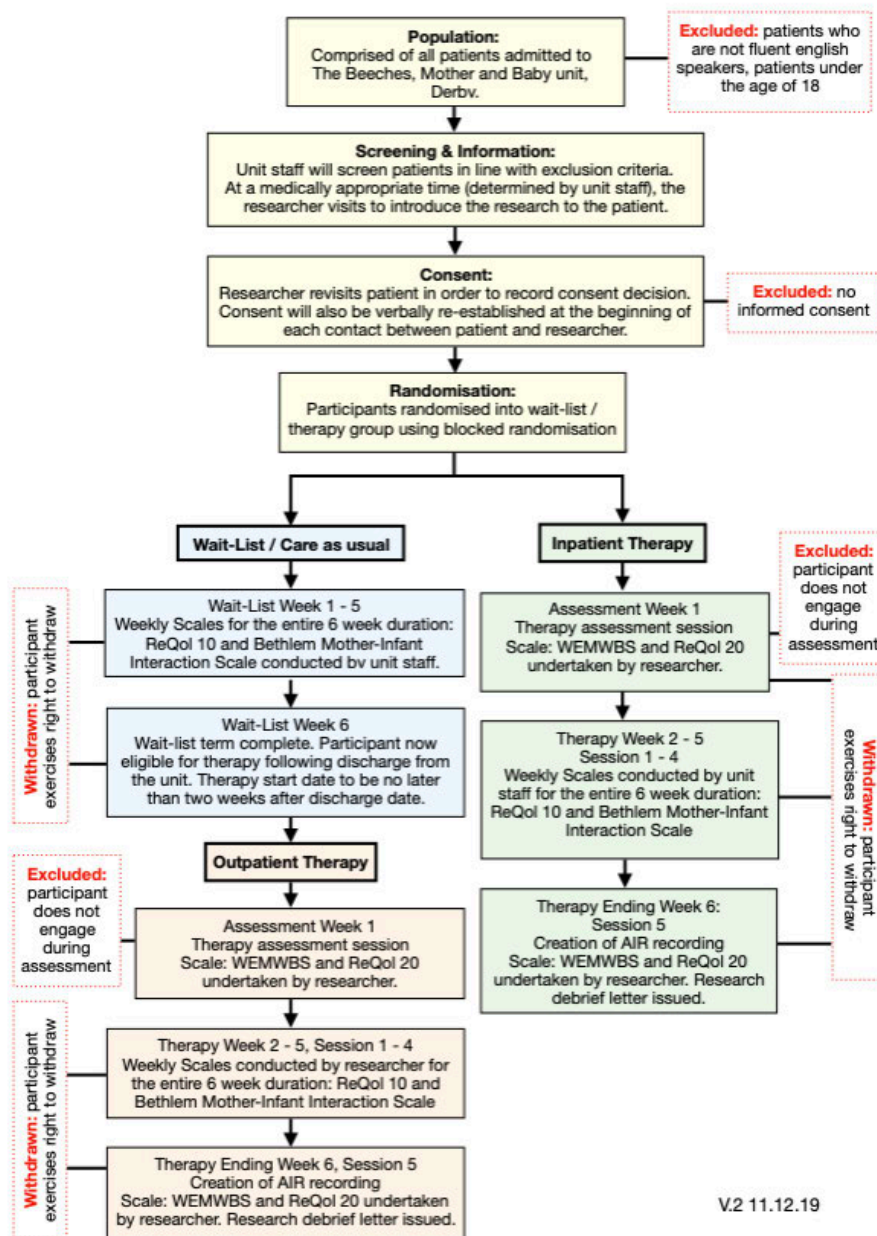 Population:
Comprised of all patients admitted to
The Beeches, Mother and Baby unit,
Derby.
Excluded: patients who
are not fluent english
speakers, patients under
the age of 18
Screening & Information:
Unit staff will screen patients in line with exclusion criteria.
At a medically appropriate time (determined by unit staff), the
researcher visits to introduce the research to the patient.
Consent:
Researcher revisits patient in order to record consent decision.
Consent will also be verbally re-established at the beginning of
each contact between patient and researcher.
Excluded: no
informed consent
Randomisation:
Participants randomised into wait-list /
therapy group using blocked randomisation
Wait-List / Care as usual
Wait-List Week 1 - 5
Weekly Scales for the entire 6 week duration:
ReQol 10 and Bethlem Mother-Infant
Interaction Scale conducted by unit staff.
Wait-List Week 6
Wait-list term complete. Participant now
eligible for therapy following discharge from
the unit. Therapy start date to be no later
than two weeks after discharge date.
Withdrawn: participant
exercises right to withdraw
Outpatient Therapy
Excluded:
participant
does not
engage
during
assessment
Assessment Week 1
Therapy assessment session
Scale: WEMWBS and ReQol 20
undertaken by researcher.
Therapy Week 2 - 5, Session 1 - 4
Weekly Scales conducted by researcher for
the entire 6 week duration: ReQol 10 and
Bethlem Mother-Infant Interaction Scale
Therapy Ending Week 6, Session 5
Creation of AIR recording
Scale: WEMWBS and ReQol 20 undertaken
by researcher. Research debrief letter issued.
Withdrawn: participant
exercises right to withdraw
Inpatient Therapy
Excluded:
participant
does not
engage
during
assessment
Assessment Week 1
Therapy assessment session
Scale: WEMWBS and ReQol 20
undertaken by researcher.
Therapy Week 2 - 5
Session 1 - 4
Weekly Scales conducted by unit
staff for the entire 6 week duration:
ReQol 10 and Bethlem Mother-Infant
Interaction Scale
Therapy Ending Week 6:
Session 5
Creation of AIR recording
Scale: WEMWBS and ReQol 20
undertaken by researcher. Research
debrief letter issued.
Withdrawn: participant
exercises right to withdraw
V.2 11.12.19